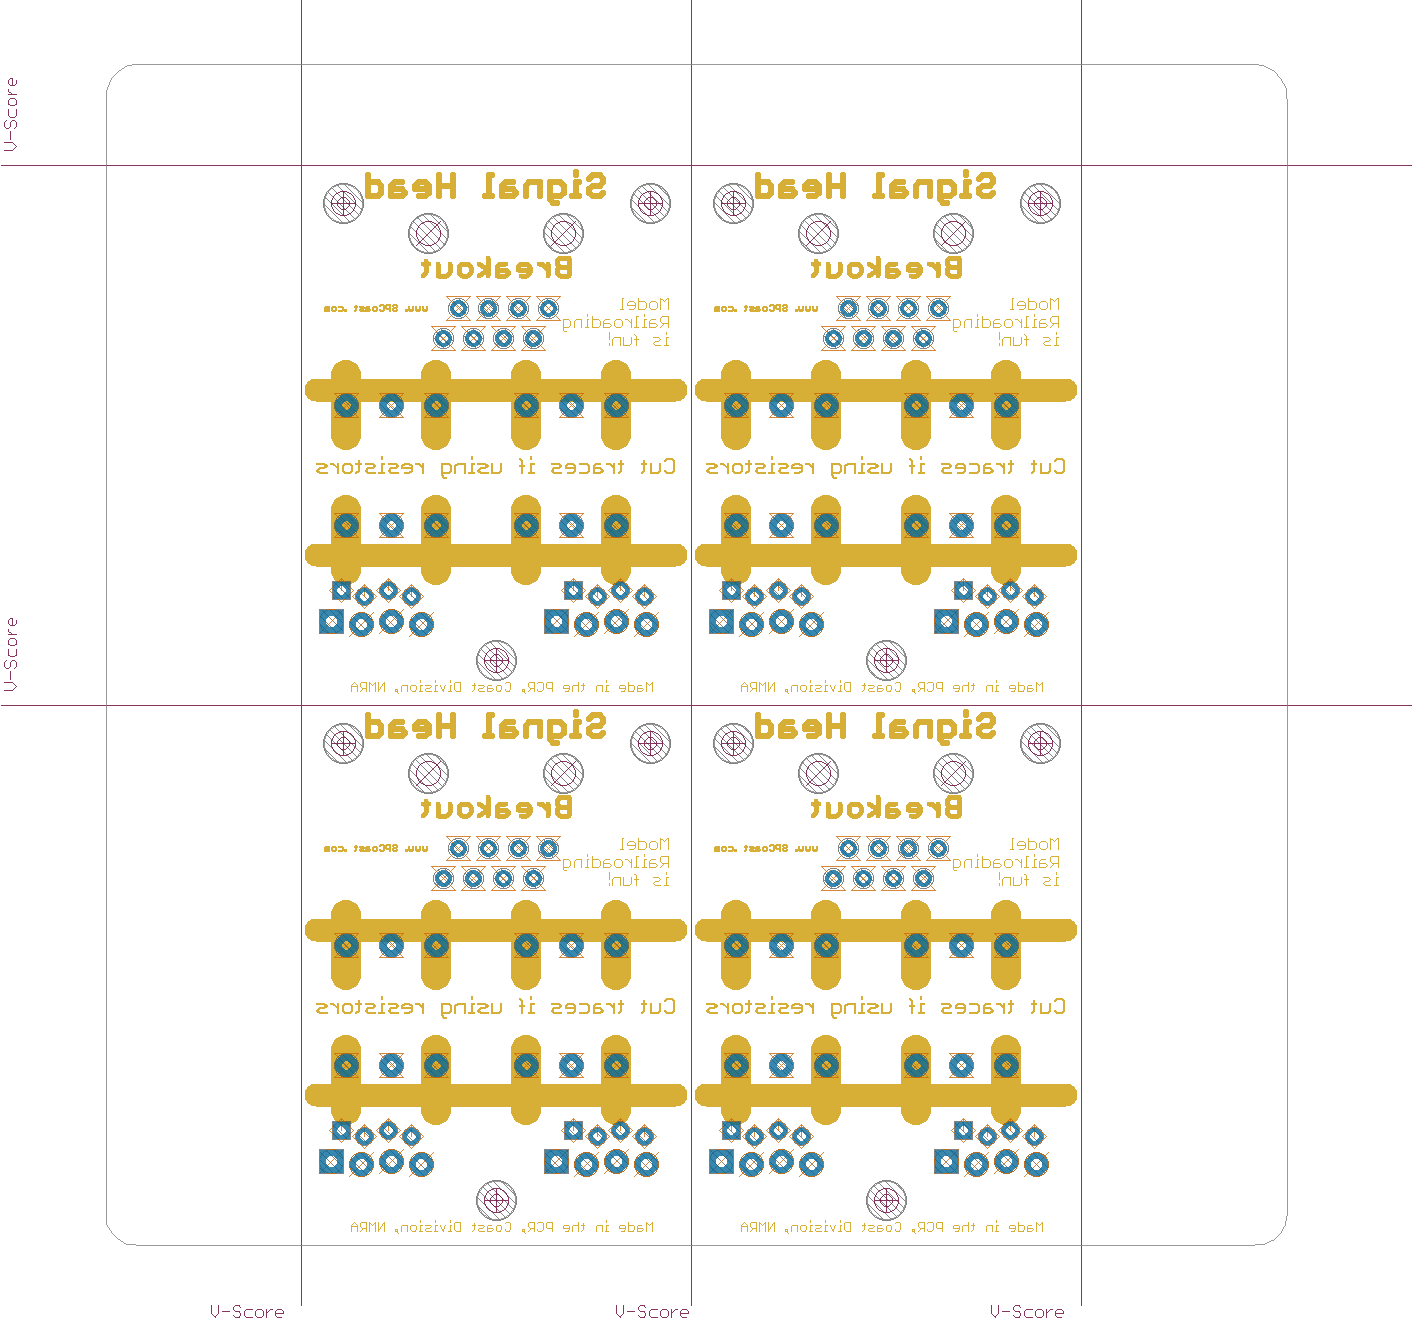 V-Score
Signal Head
Signal Head
Breakout
Breakout
Model
Railroading
is fun!
www.SPCoast.com
Model
Railroading
is fun!
www.SPCoast.com
Cut traces if using resistors
Cut traces if using resistors
V-Score
Made in the PCR, Coast Division, NMRA
Made in the PCR, Coast Division, NMRA
Signal Head
Signal Head
Breakout
Breakout
Model
Railroading
is fun!
www.SPCoast.com
Model
Railroading
is fun!
www.SPCoast.com
Cut traces if using resistors
Cut traces if using resistors
Made in the PCR, Coast Division, NMRA
Made in the PCR, Coast Division, NMRA
V-Score
V-Score
V-Score